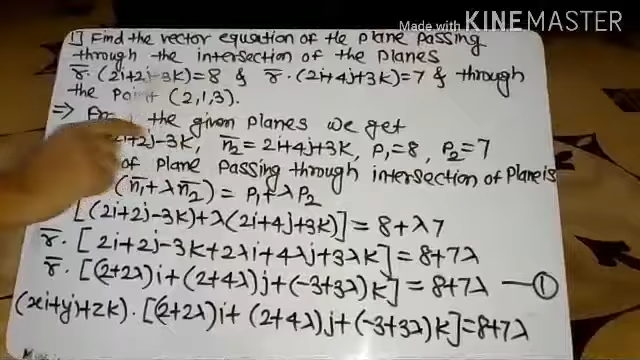 Made with KINEMASTER
1] Find the vector equation of the plane passing
through the intersection of the planes
r̅. (2i+2j-3k)=8 & r̅. (2i+4j+3k)=7 & through
the point (2,1,3).
⇒ the given planes we get
2j-3k, n̅₂ = 2i+4j+3k, P₁=8, P₂=7
of plane passing through intersection of plane is
(n̅₁+λn̅₂) = P₁+λP₂
[(2i+2j-3k)+λ(2i+4j+3k)] = 8+λ7
r̅. [2i+2j-3k+2λi+4λj+3λk] = 8+7λ
r̅. [(2+2λ)i+(2+4λ)j+(-3+3λ)k] = 8+7λ —①
(xi+yj+zk). [(2+2λ)i+(2+4λ)j+(-3+3λ)k]=8+7λ